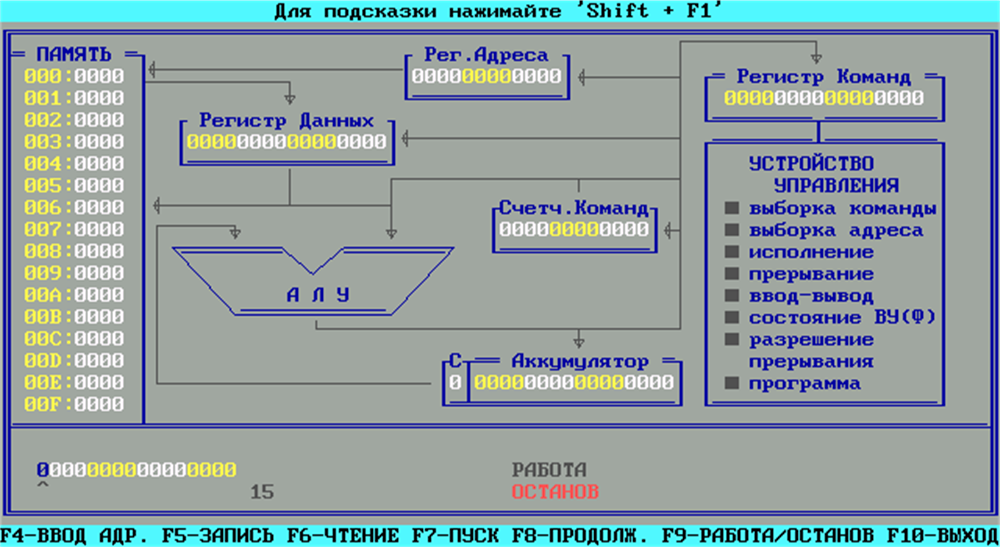 Для подсказки нажимайте 'Shift + F1'
ПАМЯТЬ
000:0000
001:0000
002:0000
003:0000
004:0000
005:0000
006:0000
007:0000
008:0000
009:0000
00A:0000
00B:0000
00C:0000
00D:0000
00E:0000
00F:0000
Рег.Адреса
000000000000
Регистр Данных
0000000000000000
Счетч.Команд
000000000000
А Л У
С Аккумулятор
0 0000000000000000
Регистр Команд
0000000000000000
УСТРОЙСТВО
УПРАВЛЕНИЯ
выборка команды
выборка адреса
исполнение
прерывание
ввод-вывод
состояние ВУ(Ф)
разрешение
прерывания
программа
0000000000000000
^
15
РАБОТА
ОСТАНОВ
F4-ВВОД АДР. F5-ЗАПИСЬ F6-ЧТЕНИЕ F7-ПУСК F8-ПРОДОЛЖ. F9-РАБОТА/ОСТАНОВ F10-ВЫХОД